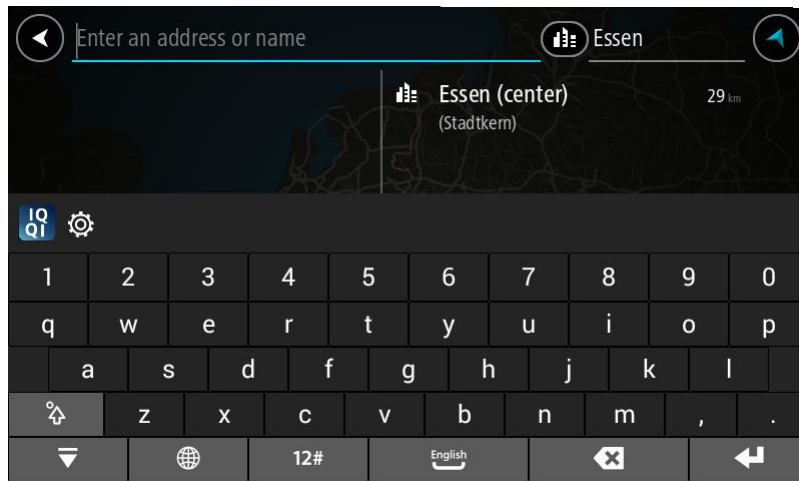 Enter an address or name Essen
Essen (center) 29 km
(Stadtkern)
IQ
QI
1 2 3 4 5 6 7 8 9 0
q w e r t y u i o p
a s d f g h j k l
z x c v b n m , .
12# English